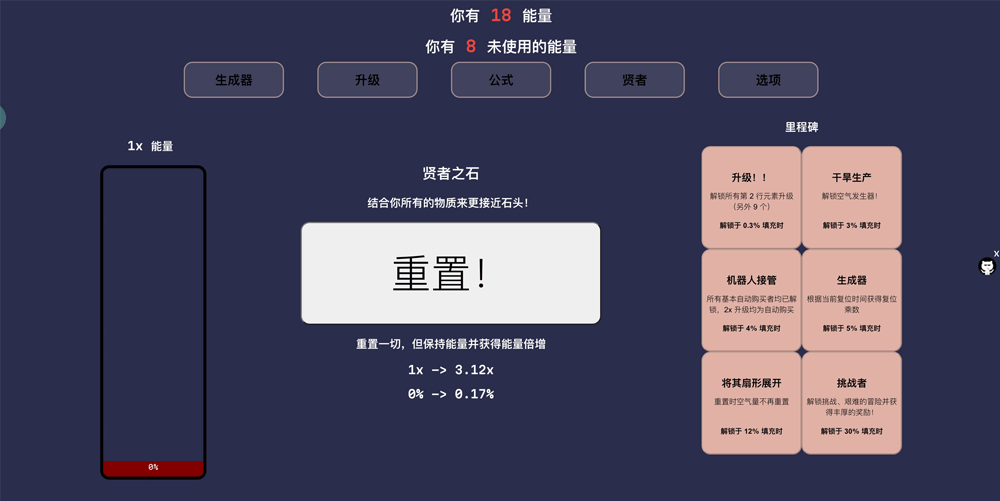 你有 18 能量
你有 8 未使用的能量
生成器
升级
公式
贤者
选项
1x 能量
0%
贤者之石
结合你所有的物质来更接近石头！
重置！
重置一切，但保持能量并获得能量倍增
1x -> 3.12x
0% -> 0.17%
里程碑
升级！！
解锁所有第 2 行元素升级
（另外 9 个）
解锁于 0.3% 填充时
干旱生产
解锁空气发生器！
解锁于 3% 填充时
机器人接管
所有基本自动购买者均已解
锁，2x 升级均为自动购买
解锁于 4% 填充时
生成器
根据当前复位时间获得复位
乘数
解锁于 5% 填充时
将其扇形展开
重置时空气量不再重置
解锁于 12% 填充时
挑战者
解锁挑战、艰难的冒险并获
得丰厚的奖励！
解锁于 30% 填充时
X